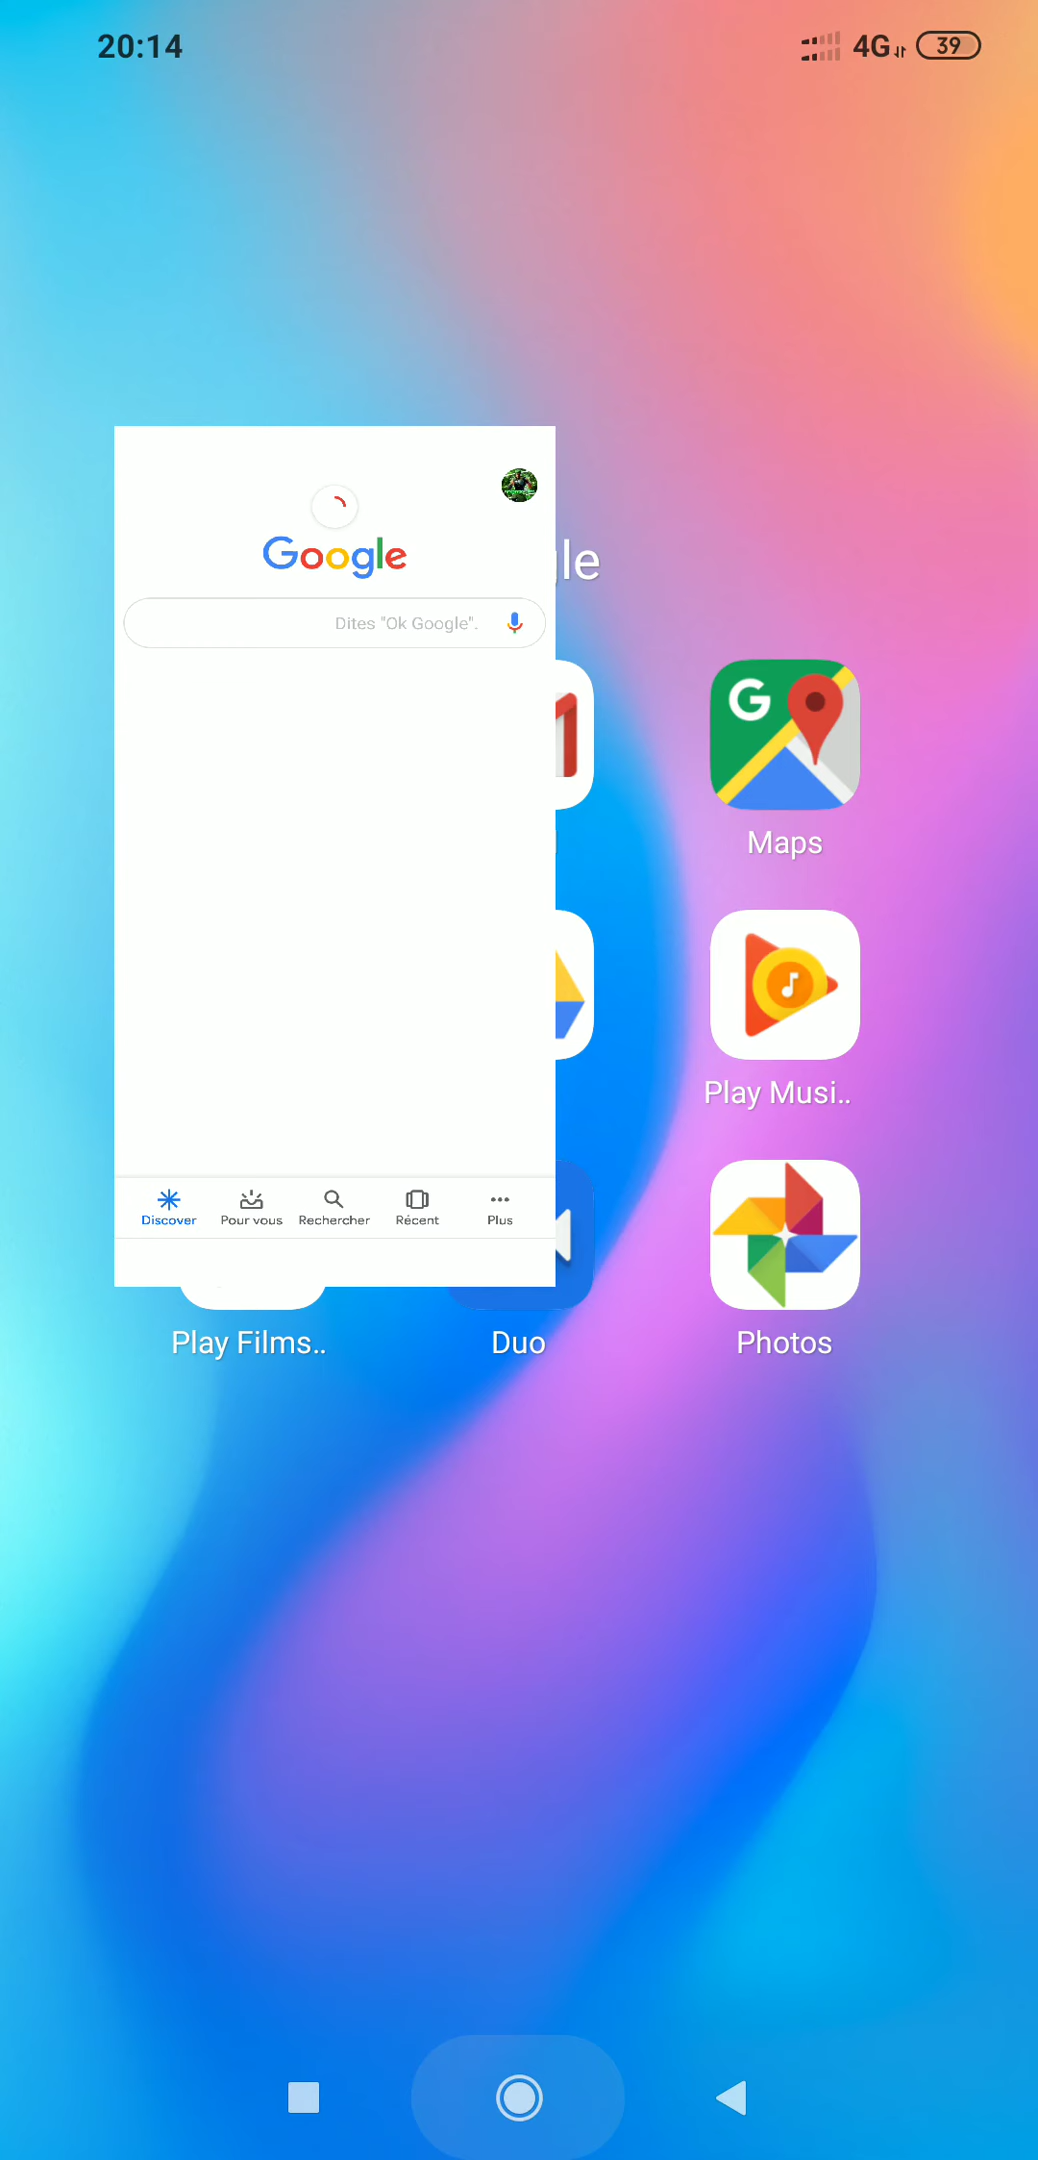 20:14
4G 39
Google
le
Dites "Ok Google".
G
Maps
Play Musi..
Discover Pour vous Rechercher Récent Plus
Play Films.. Duo Photos